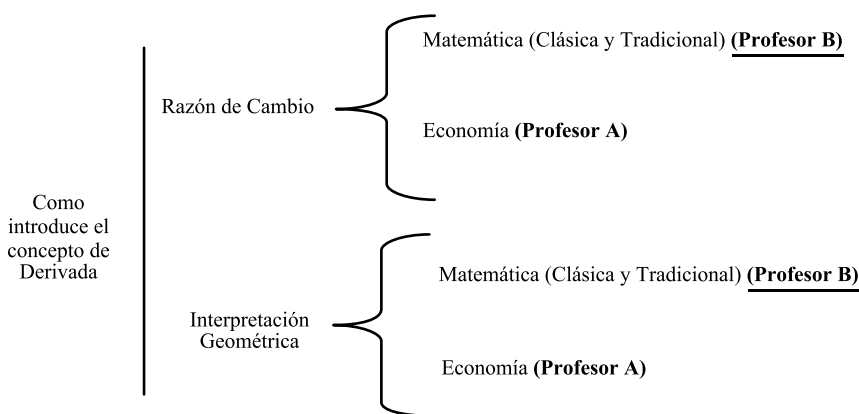 Como
introduce el
concepto de
Derivada
Razón de Cambio
Matemática (Clásica y Tradicional) (Profesor B)
Economía (Profesor A)
Interpretación
Geométrica
Matemática (Clásica y Tradicional) (Profesor B)
Economía (Profesor A)